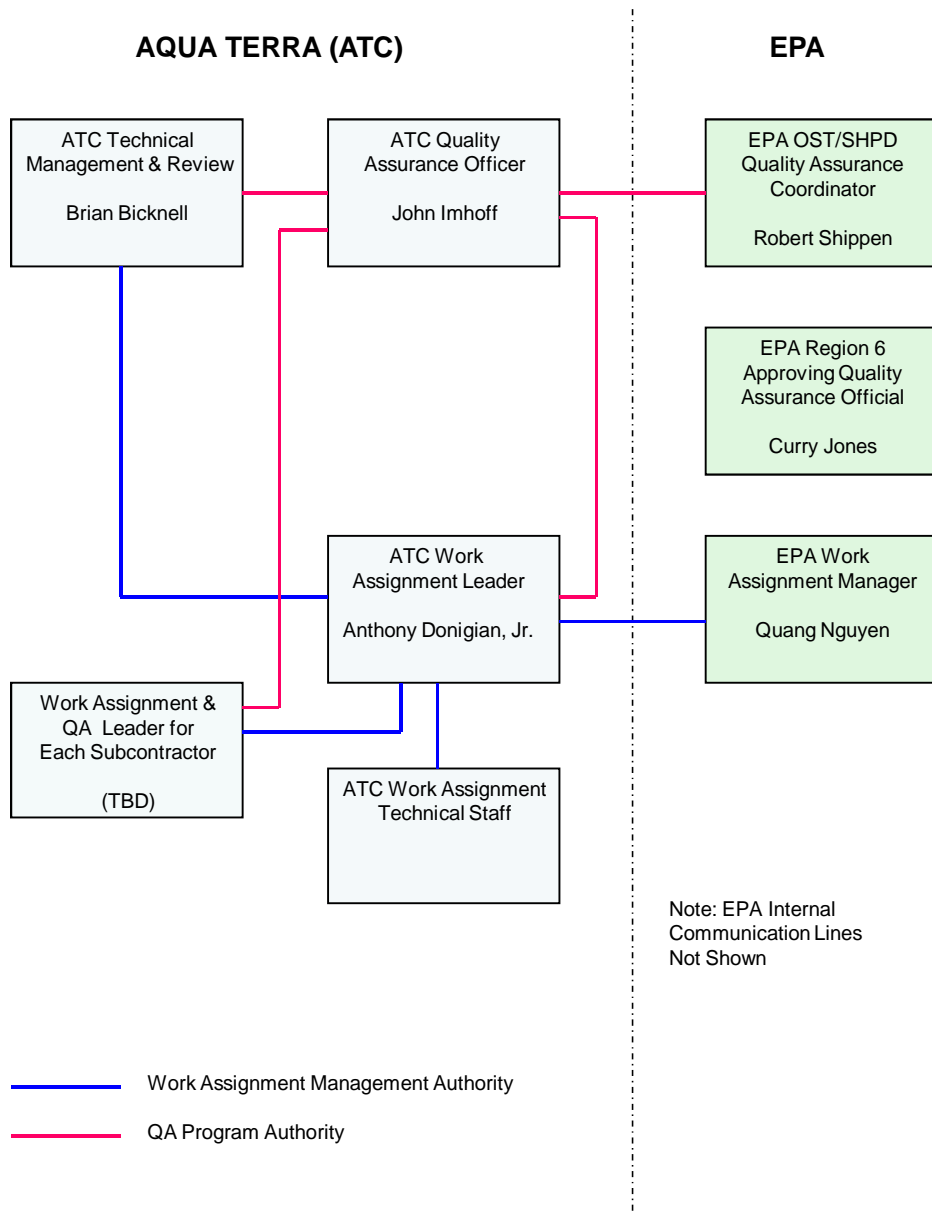 AQUA TERRA (ATC)
EPA
ATC Technical
Management & Review
Brian Bicknell
ATC Quality
Assurance Officer
John Imhoff
EPA OST/SHPD
Quality Assurance
Coordinator
Robert Shippen
EPA Region 6
Approving Quality
Assurance Official
Curry Jones
ATC Work
Assignment Leader
Anthony Donigian, Jr.
EPA Work
Assignment Manager
Quang Nguyen
Work Assignment &
QA Leader for
Each Subcontractor
(TBD)
ATC Work Assignment
Technical Staff
Note: EPA Internal
Communication Lines
Not Shown
Work Assignment Management Authority
QA Program Authority